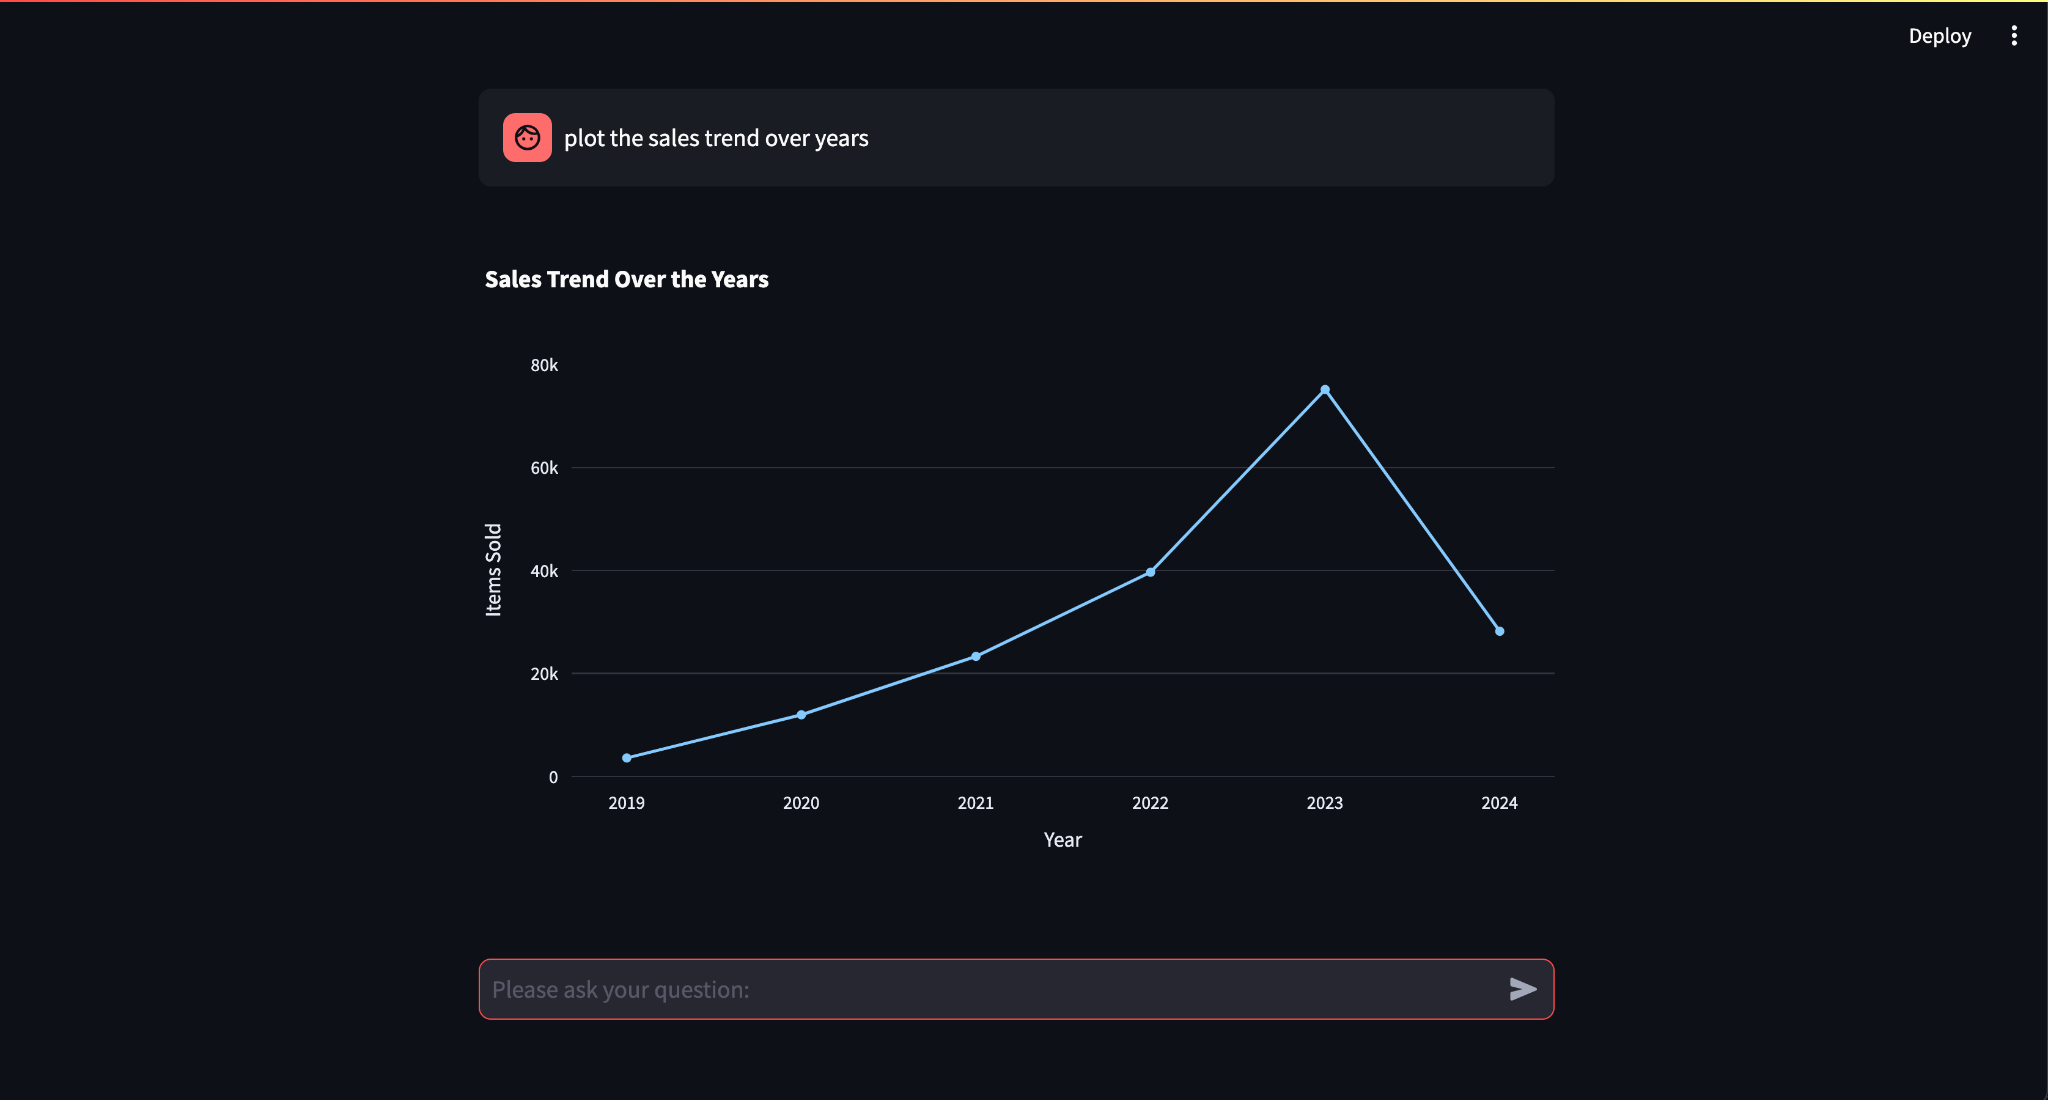 Deploy
plot the sales trend over years
Sales Trend Over the Years
80k
60k
40k
20k
0
Items Sold
2019 2020 2021 2022 2023 2024
Year
Please ask your question: